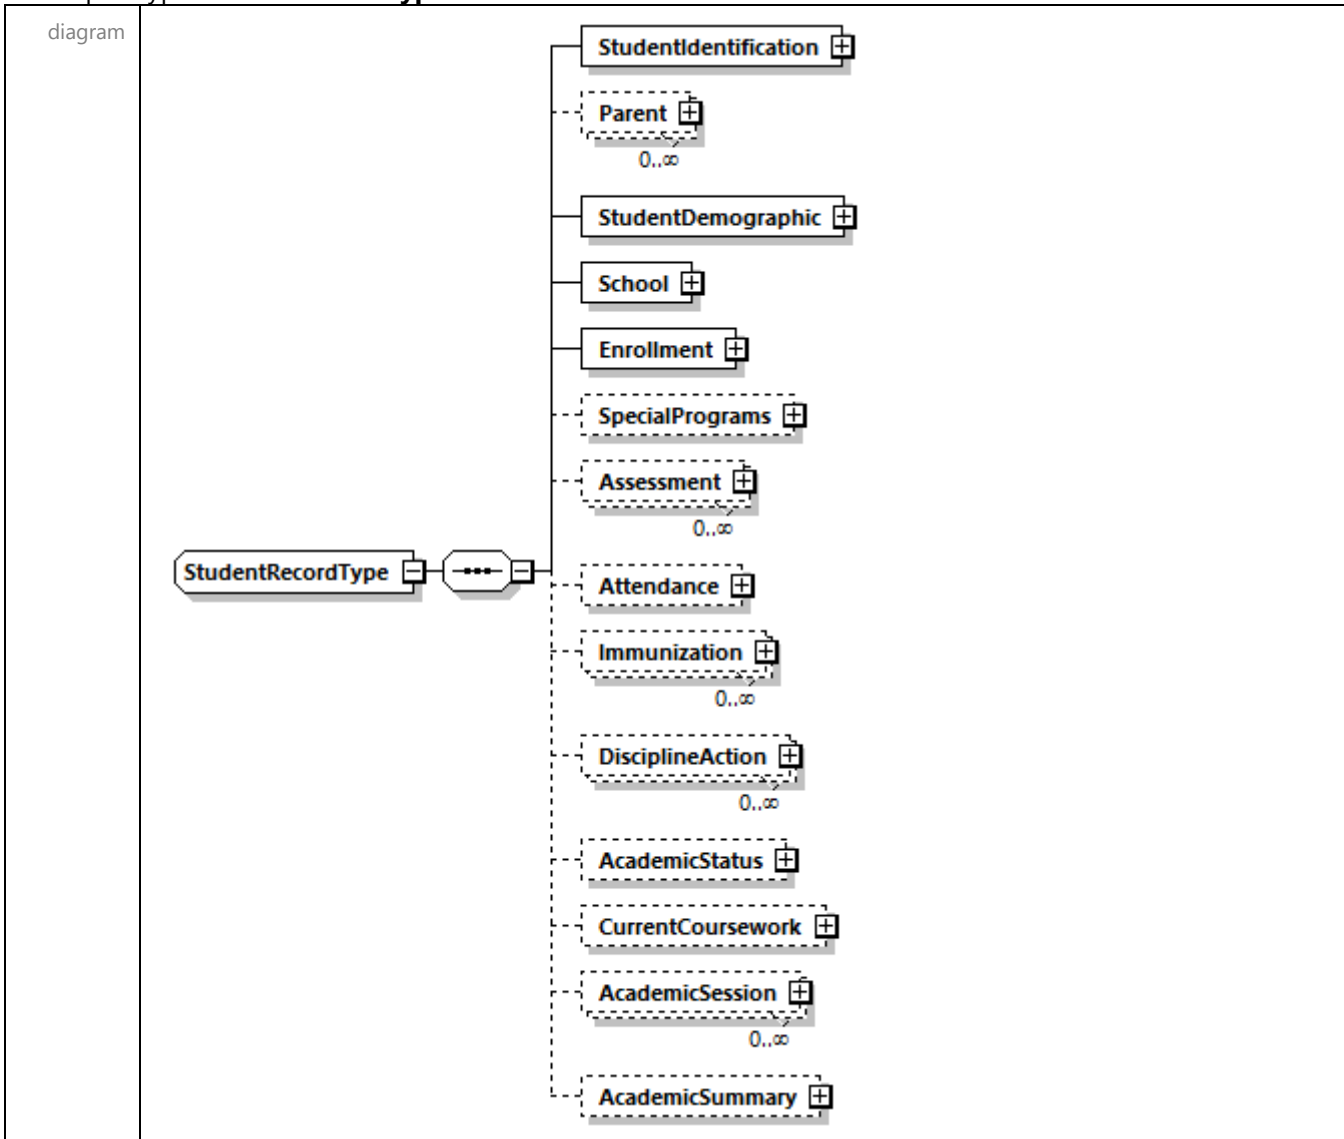 diagram
StudentIdentification
Parent
0..∞
StudentDemographic
School
Enrollment
SpecialPrograms
Assessment
0..∞
StudentRecordType
Attendance
Immunization
0..∞
DisciplineAction
0..∞
AcademicStatus
CurrentCoursework
AcademicSession
0..∞
AcademicSummary